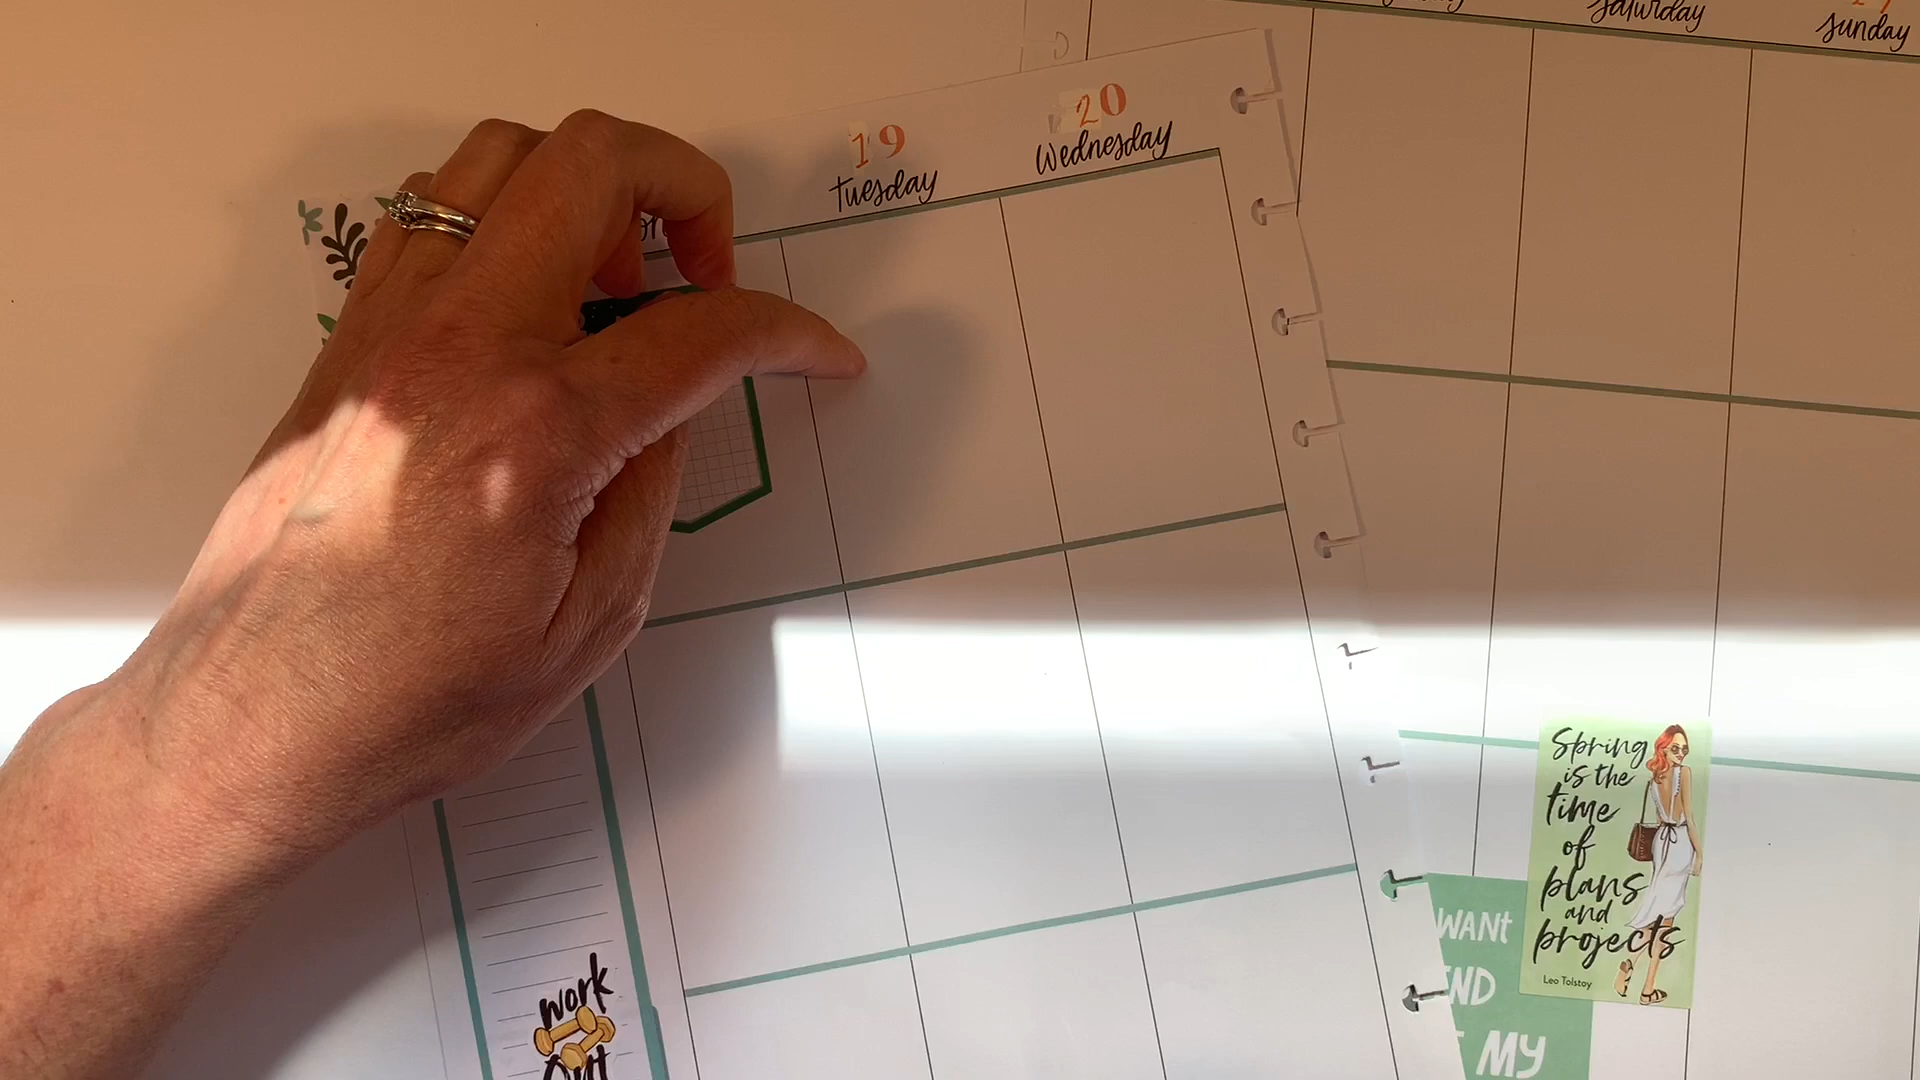 Saturday
Sunday
19
Tuesday
20
Wednesday
work
out
Spring
is the
time
of
plans
and
projects
Leo Tolstoy
WANT
MY